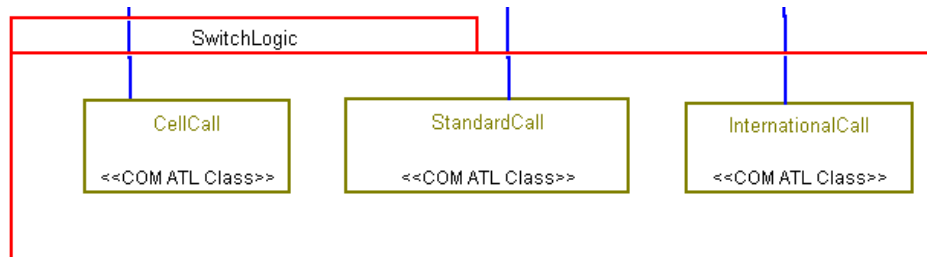 SwitchLogic
CellCall
<<COM ATL Class>>
StandardCall
<<COM ATL Class>>
InternationalCall
<<COM ATL Class>>